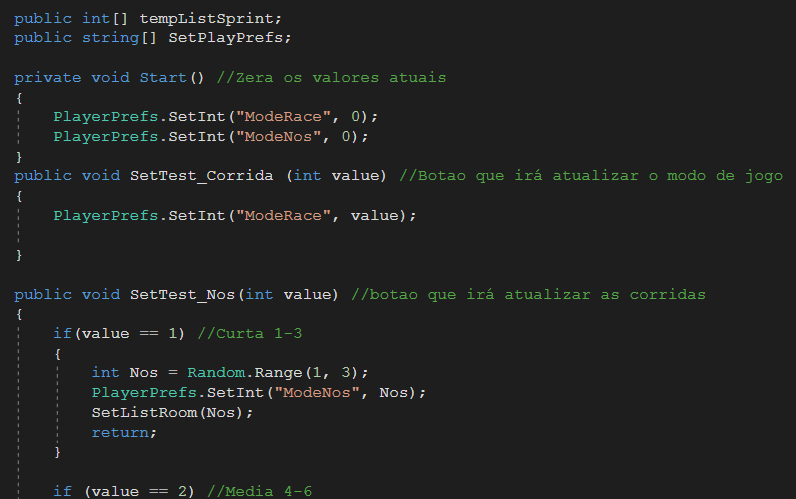 public int[] tempListSprint;
public string[] SetPlayPrefs;
private void Start() //Zera os valores atuais
{
PlayerPrefs.SetInt("ModeRace", 0);
PlayerPrefs.SetInt("ModeNos", 0);
}
public void SetTest_Corrida (int value) //Botao que irá atualizar o modo de jogo
{
PlayerPrefs.SetInt("ModeRace", value);
}
public void SetTest_Nos(int value) //botao que irá atualizar as corridas
{
if(value == 1) //Curta 1-3
{
int Nos = Random.Range(1, 3);
PlayerPrefs.SetInt("ModeNos", Nos);
SetListRoom(Nos);
return;
}
if (value == 2) //Media 4-6